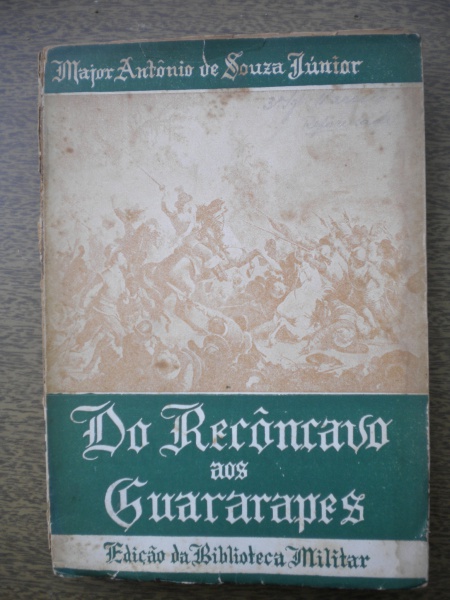 Major Antônio de Souza Júnior
Do Recôncavo
aos
Guararapes
Edição da Biblioteca Militar